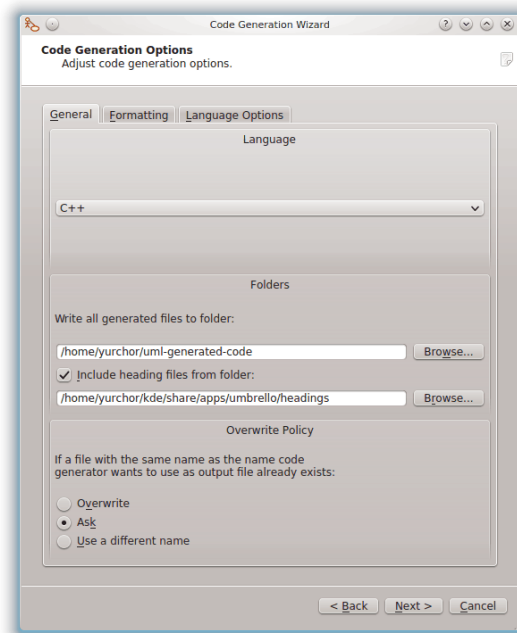 Code Generation Wizard
Code Generation Options
Adjust code generation options.
General Formatting Language Options
Language
C++
Folders
Write all generated files to folder:
/home/yurchor/uml-generated-code Browse...
Include heading files from folder:
/home/yurchor/kde/share/apps/umbrello/headings Browse...
Overwrite Policy
If a file with the same name as the name code
generator wants to use as output file already exists:
Overwrite
Ask
Use a different name
< Back Next > Cancel